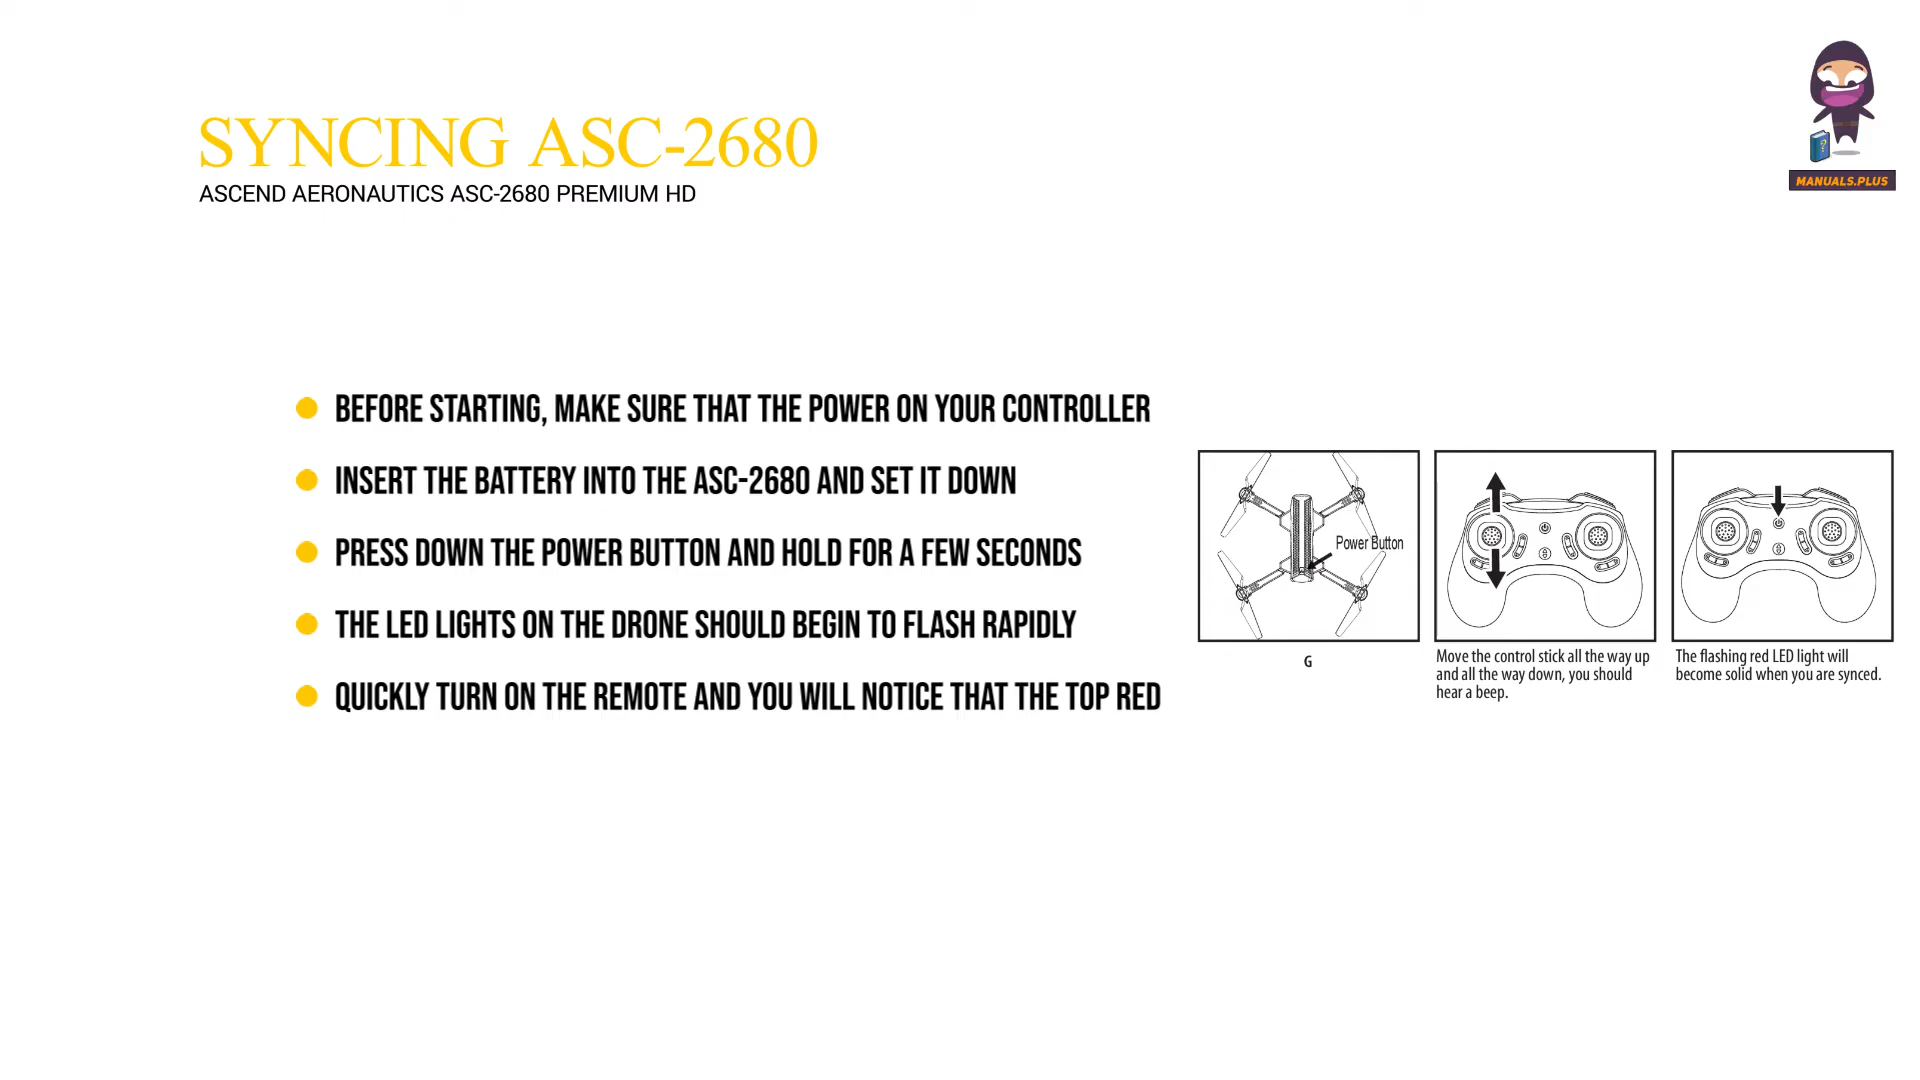 SYNCING ASC-2680
ASCEND AERONAUTICS ASC-2680 PREMIUM HD
MANUALS.PLUS
BEFORE STARTING, MAKE SURE THAT THE POWER ON YOUR CONTROLLER
INSERT THE BATTERY INTO THE ASC-2680 AND SET IT DOWN
PRESS DOWN THE POWER BUTTON AND HOLD FOR A FEW SECONDS
THE LED LIGHTS ON THE DRONE SHOULD BEGIN TO FLASH RAPIDLY
QUICKLY TURN ON THE REMOTE AND YOU WILL NOTICE THAT THE TOP RED
Power Button
G
Move the control stick all the way up
and all the way down, you should
hear a beep.
The flashing red LED light will
become solid when you are synced.